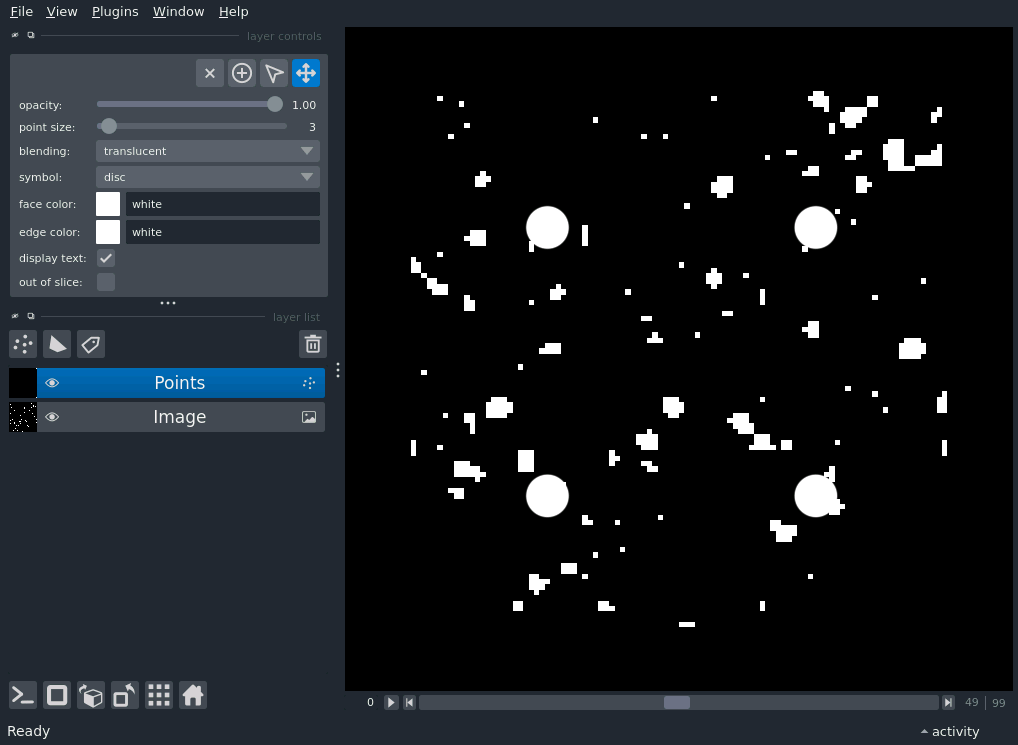 File View Plugins Window Help
layer controls
opacity: 1.00
point size: 3
blending: translucent
symbol: disc
face color: white
edge color: white
display text:
out of slice:
layer list
Points
Image
0 49 | 99
Ready activity